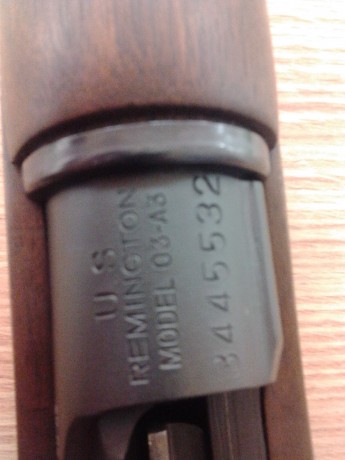 U S
REMINGTON
MODEL 03-A3
3445532